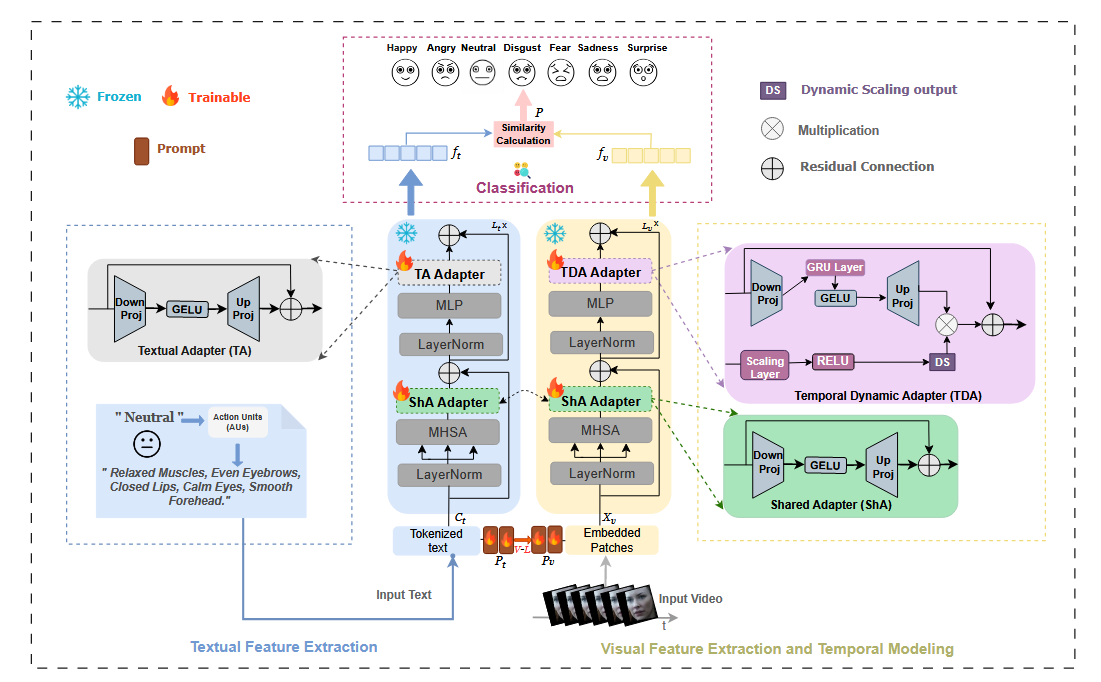 Happy Angry Neutral Disgust Fear Sadness Surprise
Frozen
Trainable
Prompt
P
Similarity
Calculation
f_t
f_v
Classification
DS
Dynamic Scaling output
Multiplication
Residual Connection
L_t x
TA Adapter
MLP
LayerNorm
ShA Adapter
MHSA
LayerNorm
C_t
L_v x
TDA Adapter
MLP
LayerNorm
ShA Adapter
MHSA
LayerNorm
X_v
Down
Proj
GELU
Up
Proj
Textual Adapter (TA)
" Neutral "
Action Units
(AUs)
" Relaxed Muscles, Even Eyebrows,
Closed Lips, Calm Eyes, Smooth
Forehead."
Down
Proj
GRU Layer
GELU
Up
Proj
Scaling
Layer
RELU
DS
Temporal Dynamic Adapter (TDA)
Down
Proj
GELU
Up
Proj
Shared Adapter (ShA)
Tokenized
text
V-L
P_t
P_v
Embedded
Patches
Input Text
Input Video
t
Textual Feature Extraction
Visual Feature Extraction and Temporal Modeling